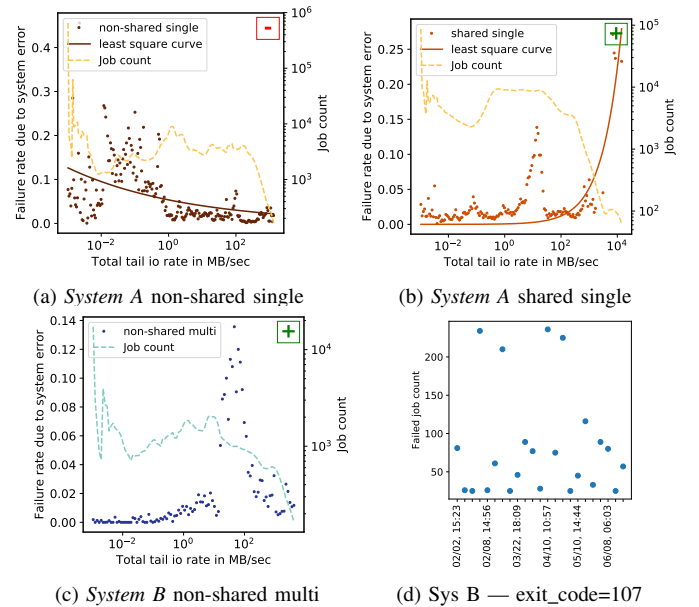 non-shared single
least square curve
Job count
-
Failure rate due to system error
0.4
0.3
0.2
0.1
0.0
10^6
10^5
10^4
10^3
Job count
10^−2
10^0
10^2
Total tail io rate in MB/sec
(a) System A non-shared single
shared single
least square curve
Job count
+
Failure rate due to system error
0.25
0.20
0.15
0.10
0.05
0.00
10^5
10^4
10^3
10^2
Job count
10^−2
10^0
10^2
10^4
Total tail io rate in MB/sec
(b) System A shared single
non-shared multi
Job count
+
Failure rate due to system error
0.14
0.12
0.10
0.08
0.06
0.04
0.02
0.00
10^4
10^3
Job count
10^−2
10^0
10^2
Total tail io rate in MB/sec
(c) System B non-shared multi
Failed job count
200
150
100
50
02/02, 15:23
02/08, 14:56
03/22, 18:09
04/10, 10:57
05/10, 14:44
06/08, 06:03
(d) Sys B — exit_code=107